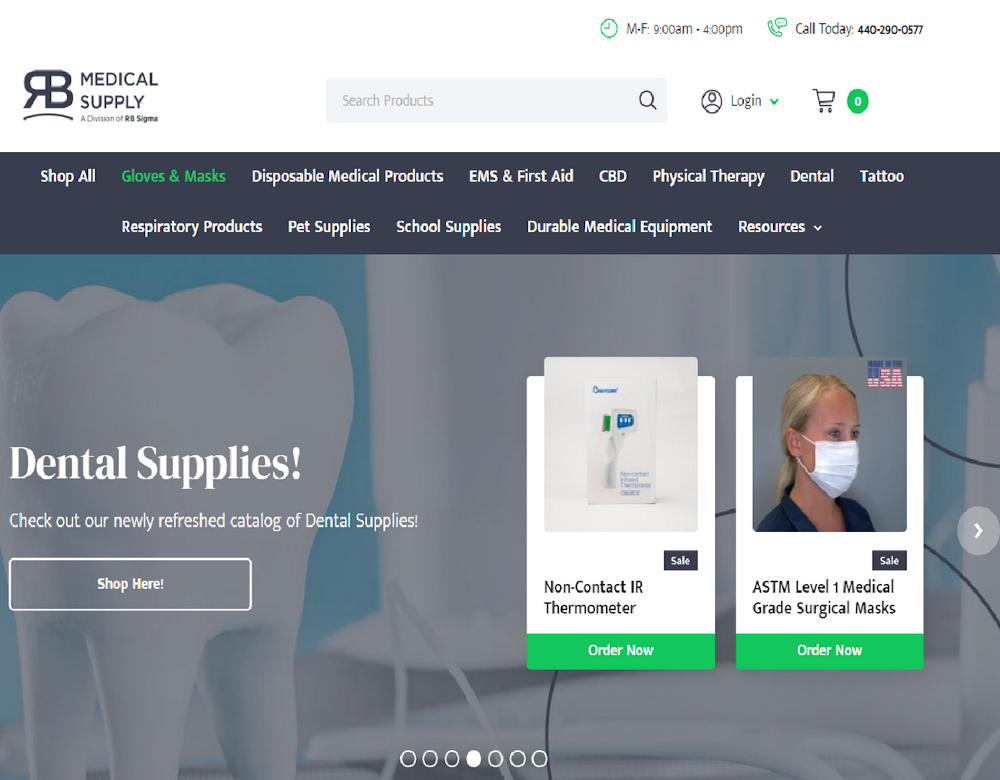 M-F: 9:00am - 4:00pm
Call Today: 440-290-0577
RB MEDICAL
SUPPLY
A Division of RB Sigma
Search Products
Login
0
Shop All Gloves & Masks Disposable Medical Products EMS & First Aid CBD Physical Therapy Dental Tattoo
Respiratory Products Pet Supplies School Supplies Durable Medical Equipment Resources
MADE IN THE
USA
Non-contact
Infrared
Thermometer
Dental Supplies!
Check out our newly refreshed catalog of Dental Supplies!
Shop Here!
Sale
Non-Contact IR
Thermometer
Order Now
Sale
ASTM Level 1 Medical
Grade Surgical Masks
Order Now